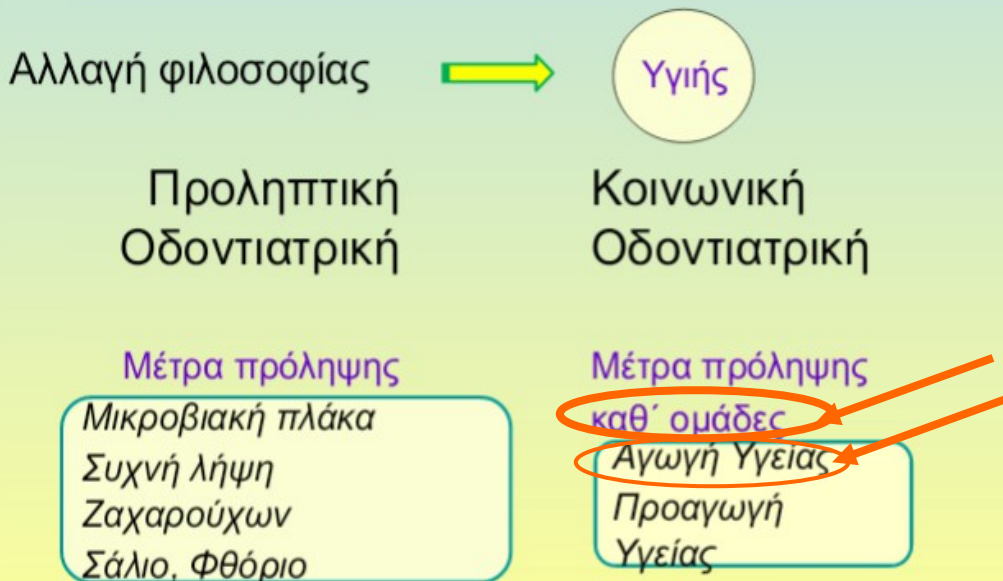 Αλλαγή φιλοσοφίας
Υγιής
Προληπτική
Οδοντιατρική
Μέτρα πρόληψης
Μικροβιακή πλάκα
Συχνή λήψη
Ζαχαρούχων
Σάλιο, Φθόριο
Κοινωνική
Οδοντιατρική
Μέτρα πρόληψης
καθ΄ ομάδες
Αγωγή Υγείας
Προαγωγή
Υγείας